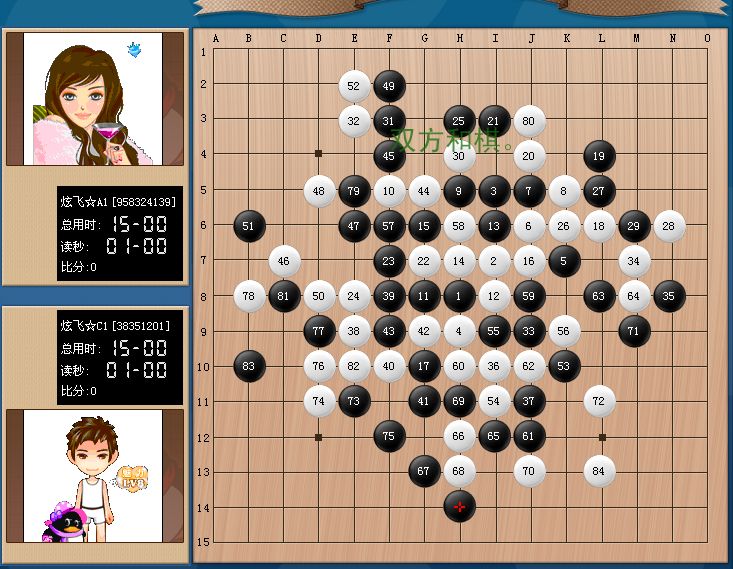 A B C D E F G H I J K L M N O
1
2 52 49
3 32 31 25 21 80
双方和棋。
4 45 30 20 19
5 48 79 10 44 9 3 7 8 27
炫飞☆A1[958324139]
总用时: 15-00
读秒: 01-00
比分:0
6 51 47 57 15 58 13 6 26 18 29 28
7 46 23 22 14 2 16 5 34
8 78 81 50 24 39 11 1 12 59 63 64 35
炫飞☆C1[38351201]
总用时: 15-00
读秒: 01-00
比分:0
9 77 38 43 42 4 55 33 56 71
10 83 76 82 40 17 60 36 62 53
11 74 73 41 69 54 37 72
12 75 66 65 61
13 67 68 70 84
14
15